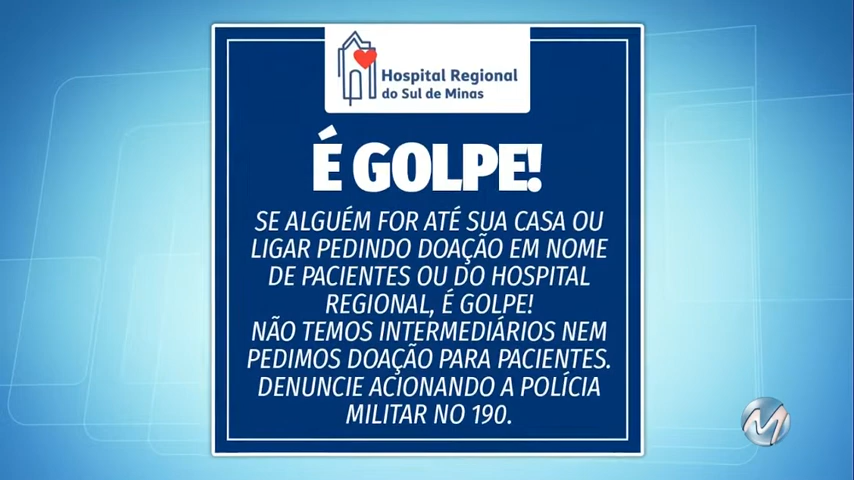 Hospital Regional
do Sul de Minas
É GOLPE!
SE ALGUÉM FOR ATÉ SUA CASA OU
LIGAR PEDINDO DOAÇÃO EM NOME
DE PACIENTES OU DO HOSPITAL
REGIONAL, É GOLPE!
NÃO TEMOS INTERMEDIÁRIOS NEM
PEDIMOS DOAÇÃO PARA PACIENTES.
DENUNCIE ACIONANDO A POLÍCIA
MILITAR NO 190.
M